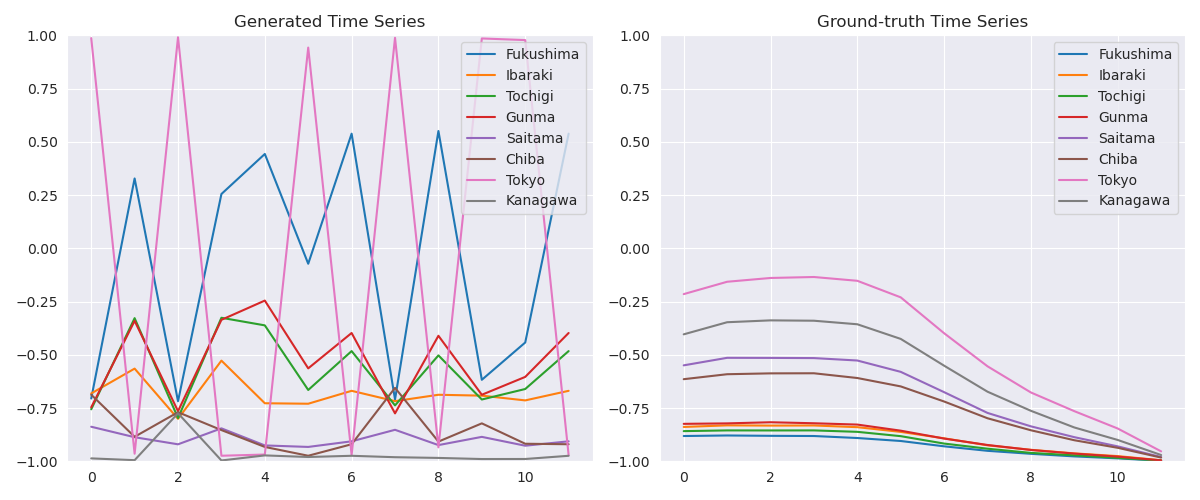 Generated Time Series
1.00
0.75
0.50
0.25
0.00
−0.25
−0.50
−0.75
−1.00
0 2 4 6 8 10
Fukushima
Ibaraki
Tochigi
Gunma
Saitama
Chiba
Tokyo
Kanagawa
Ground-truth Time Series
1.00
0.75
0.50
0.25
0.00
−0.25
−0.50
−0.75
−1.00
0 2 4 6 8 10
Fukushima
Ibaraki
Tochigi
Gunma
Saitama
Chiba
Tokyo
Kanagawa